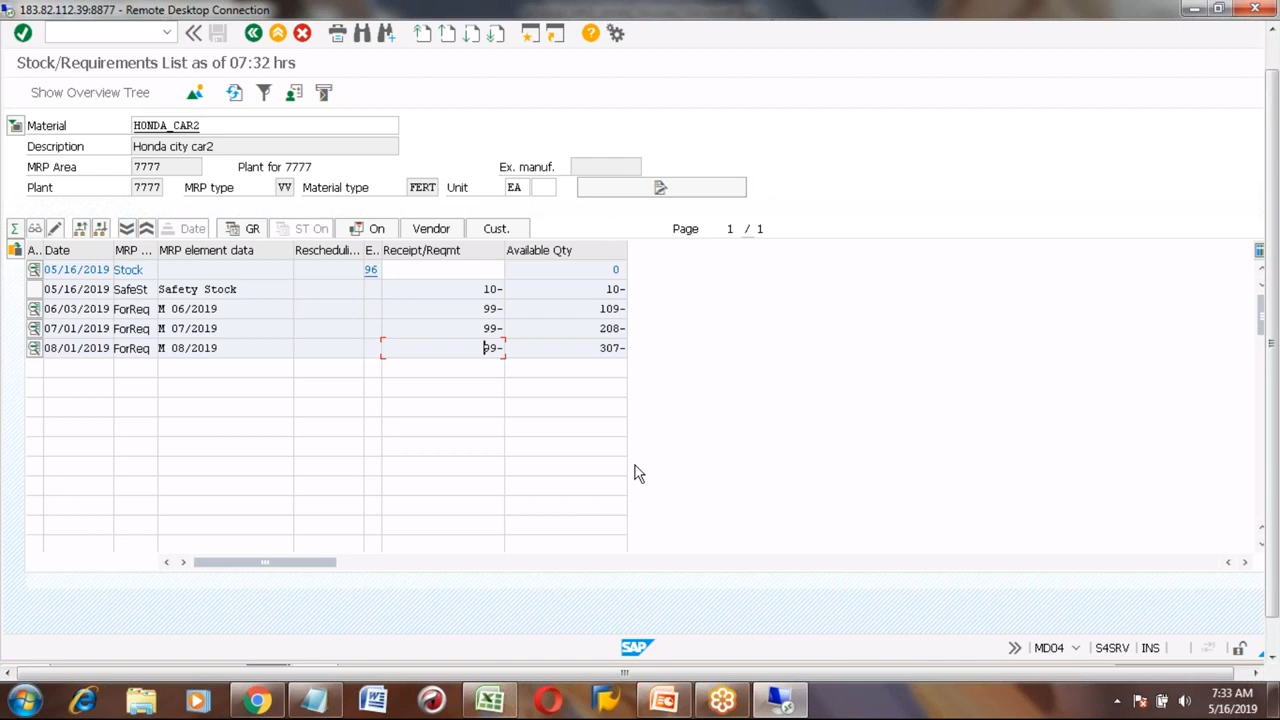 183.82.112.39:8877 - Remote Desktop Connection
Stock/Requirements List as of 07:32 hrs
Show Overview Tree
Material HONDA_CAR2
Description Honda city car2
MRP Area 7777 Plant for 7777 Ex. manuf.
Plant 7777 MRP type VV Material type FERT Unit EA
Date GR ST On On Vendor Cust. Page 1 / 1
A.. Date MRP ... MRP element data Rescheduli... E.. Receipt/Reqmt Available Qty
05/16/2019 Stock 96 0
05/16/2019 SafeSt Safety Stock 10- 10-
06/03/2019 ForReq M 06/2019 99- 109-
07/01/2019 ForReq M 07/2019 99- 208-
08/01/2019 ForReq M 08/2019 99- 307-
SAP MD04 S4SRV INS
7:33 AM
5/16/2019